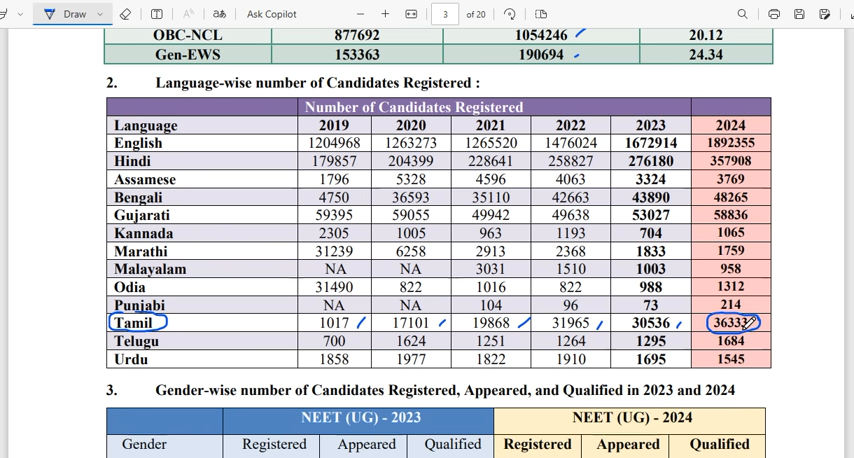 Draw
Ask Copilot
3 of 20
OBC-NCL 877692 1054246 20.12
Gen-EWS 153363 190694 24.34
2. Language-wise number of Candidates Registered :
Number of Candidates Registered
Language 2019 2020 2021 2022 2023 2024
English 1204968 1263273 1265520 1476024 1672914 1892355
Hindi 179857 204399 228641 258827 276180 357908
Assamese 1796 5328 4596 4063 3324 3769
Bengali 4750 36593 35110 42663 43890 48265
Gujarati 59395 59055 49942 49638 53027 58836
Kannada 2305 1005 963 1193 704 1065
Marathi 31239 6258 2913 2368 1833 1759
Malayalam NA NA 3031 1510 1003 958
Odia 31490 822 1016 822 988 1312
Punjabi NA NA 104 96 73 214
Tamil 1017 17101 19868 31965 30536
Telugu 700 1624 1251 1264 1295 1684
Urdu 1858 1977 1822 1910 1695 1545
3. Gender-wise number of Candidates Registered, Appeared, and Qualified in 2023 and 2024
NEET (UG) - 2023 NEET (UG) - 2024
Gender Registered Appeared Qualified Registered Appeared Qualified